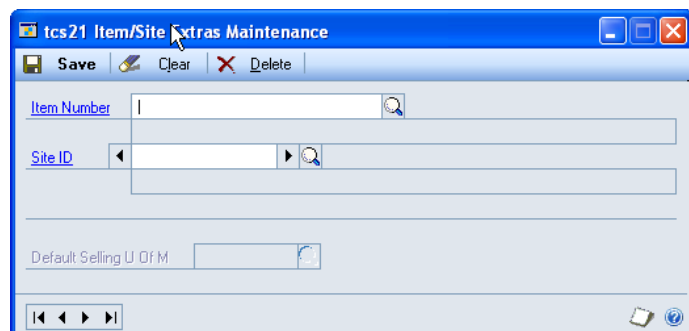 tcs21 Item/Site Extras Maintenance
Save Clear Delete
Item Number
Site ID
Default Selling U Of M